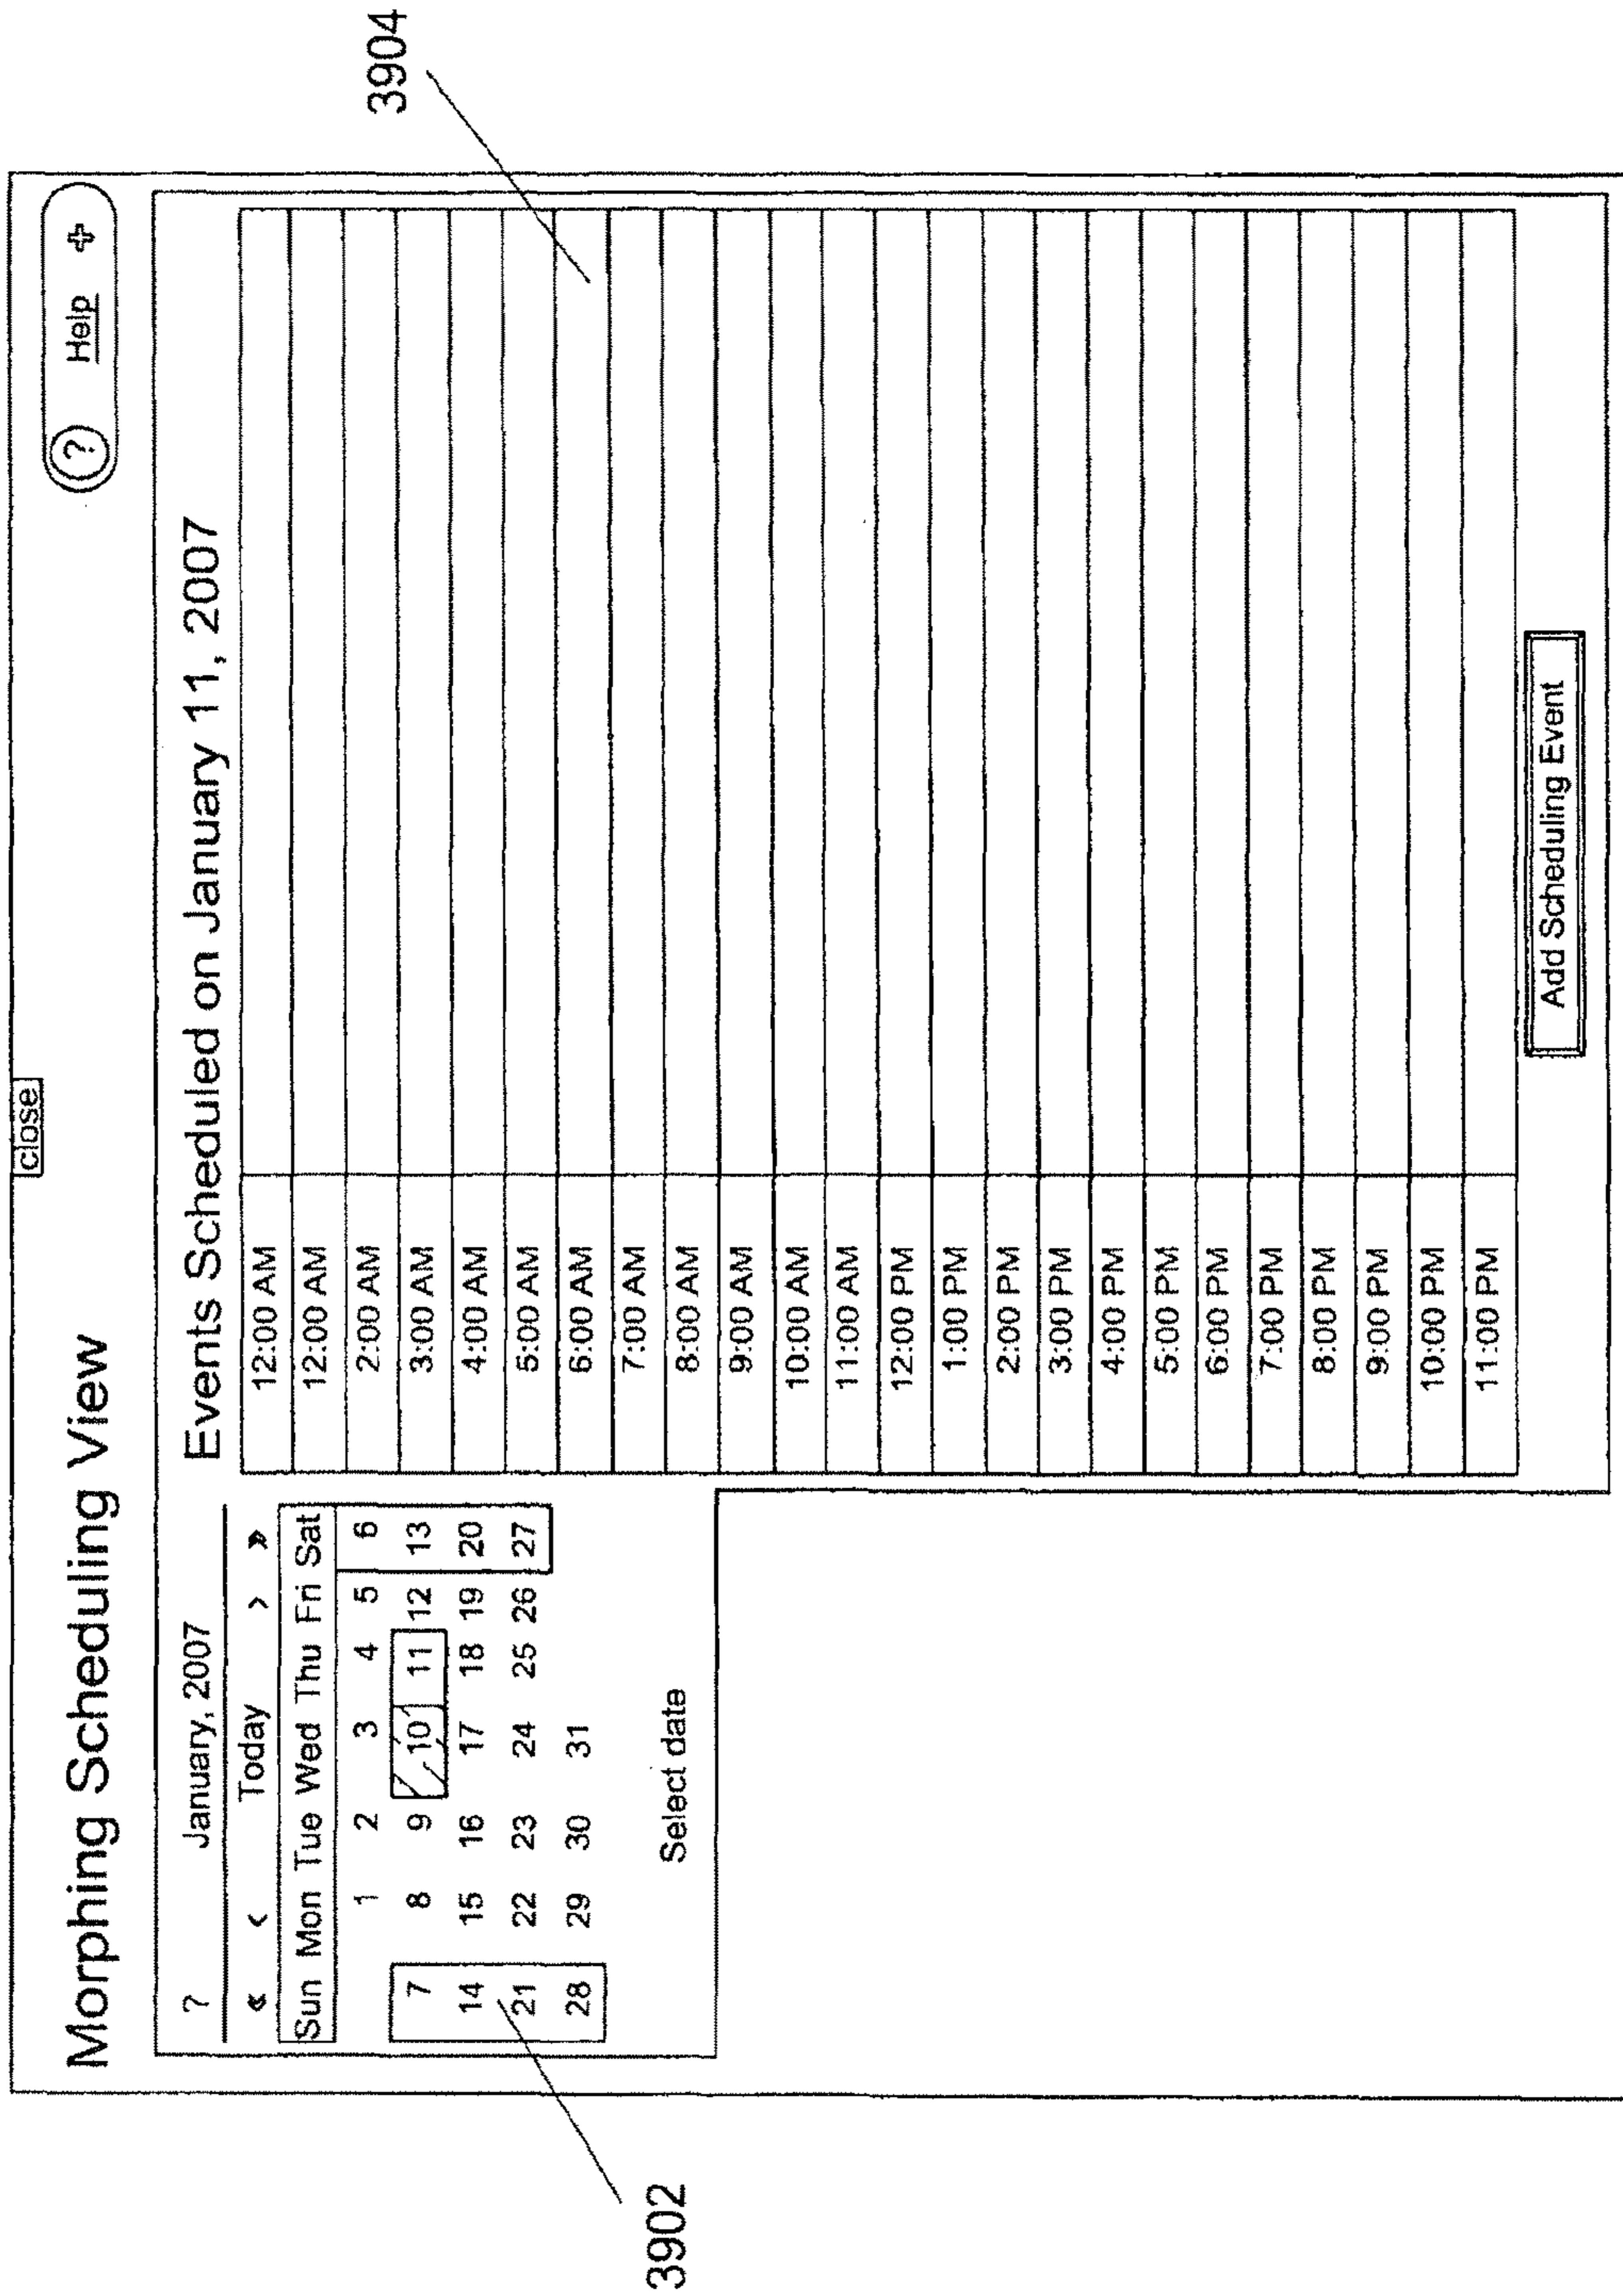 close
Morphing Scheduling View
? Help
? January, 2007
« < Today > »
Sun Mon Tue Wed Thu Fri Sat
1 2 3 4 5 6
7 8 9 10 11 12 13
14 15 16 17 18 19 20
21 22 23 24 25 26 27
28 29 30 31
Select date
Events Scheduled on January 11, 2007
12:00 AM
12:00 AM
2:00 AM
3:00 AM
4:00 AM
5:00 AM
6:00 AM
7:00 AM
8:00 AM
9:00 AM
10:00 AM
11:00 AM
12:00 PM
1:00 PM
2:00 PM
3:00 PM
4:00 PM
5:00 PM
6:00 PM
7:00 PM
8:00 PM
9:00 PM
10:00 PM
11:00 PM
Add Scheduling Event
3902
3904